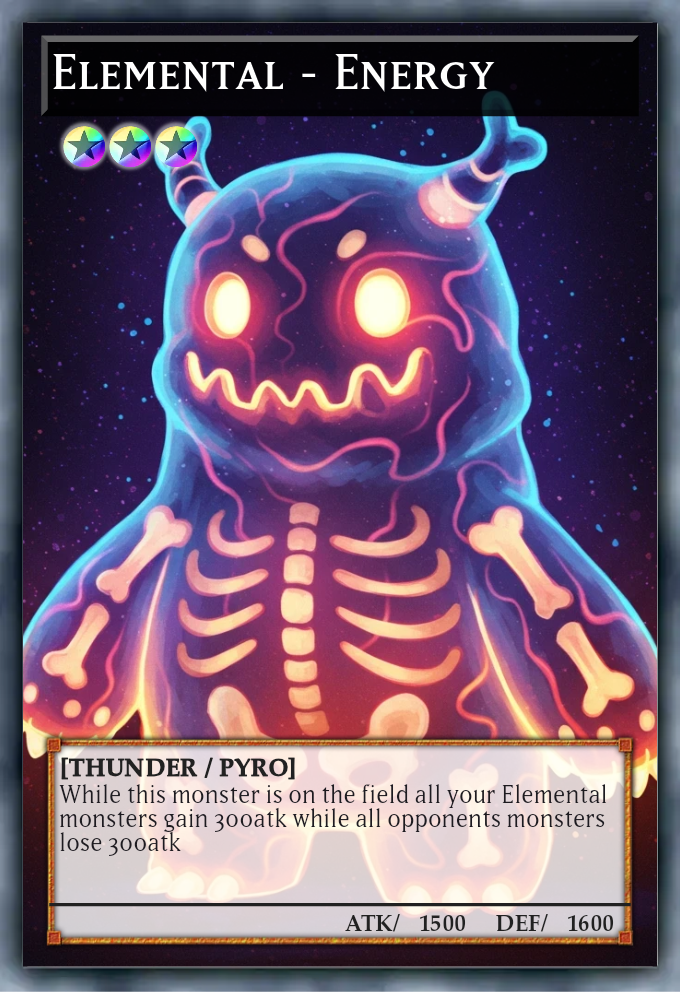 Elemental - Energy
[THUNDER / PYRO]
While this monster is on the field all your Elemental
monsters gain 300atk while all opponents monsters
lose 300atk
ATK/ 1500 DEF/ 1600